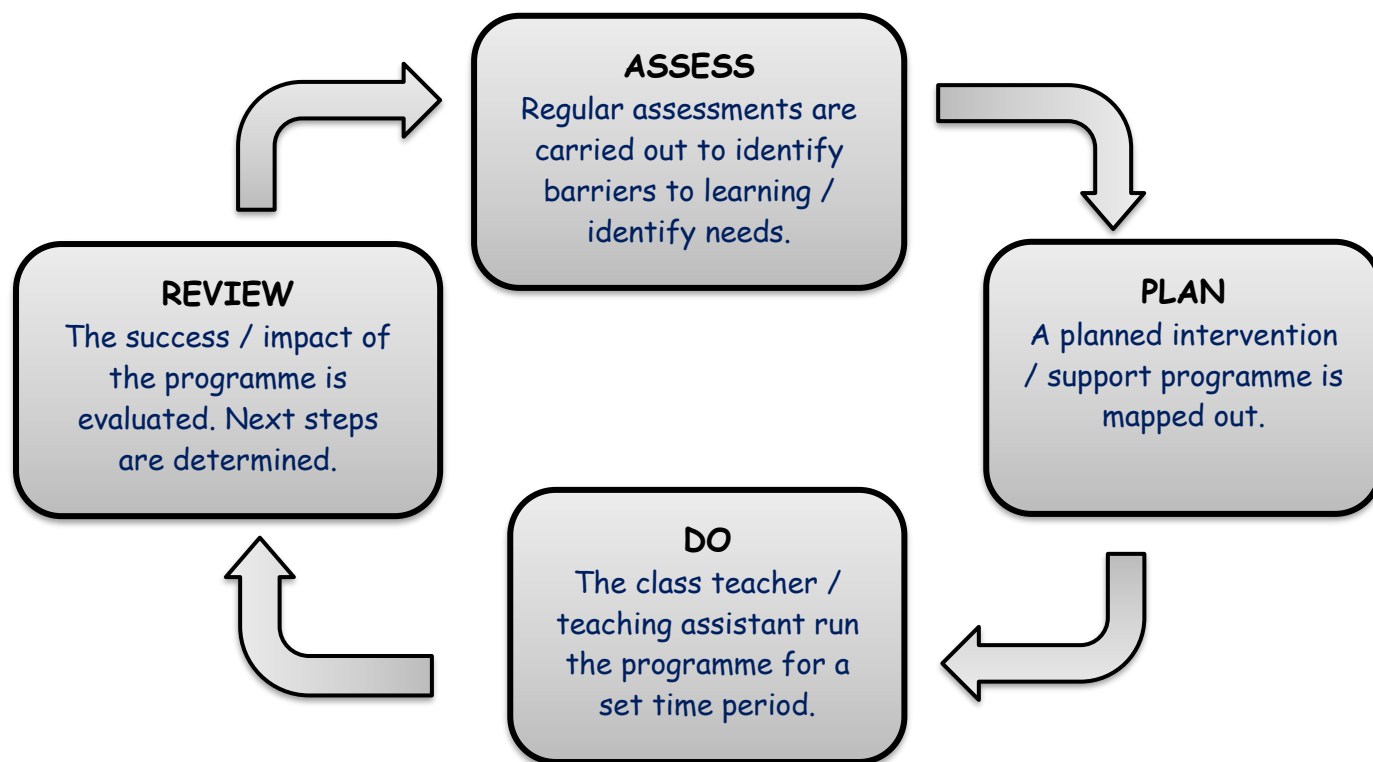 ASSESS
Regular assessments are
carried out to identify
barriers to learning /
identify needs.
PLAN
A planned intervention
/ support programme is
mapped out.
DO
The class teacher /
teaching assistant run
the programme for a
set time period.
REVIEW
The success / impact of
the programme is
evaluated. Next steps
are determined.